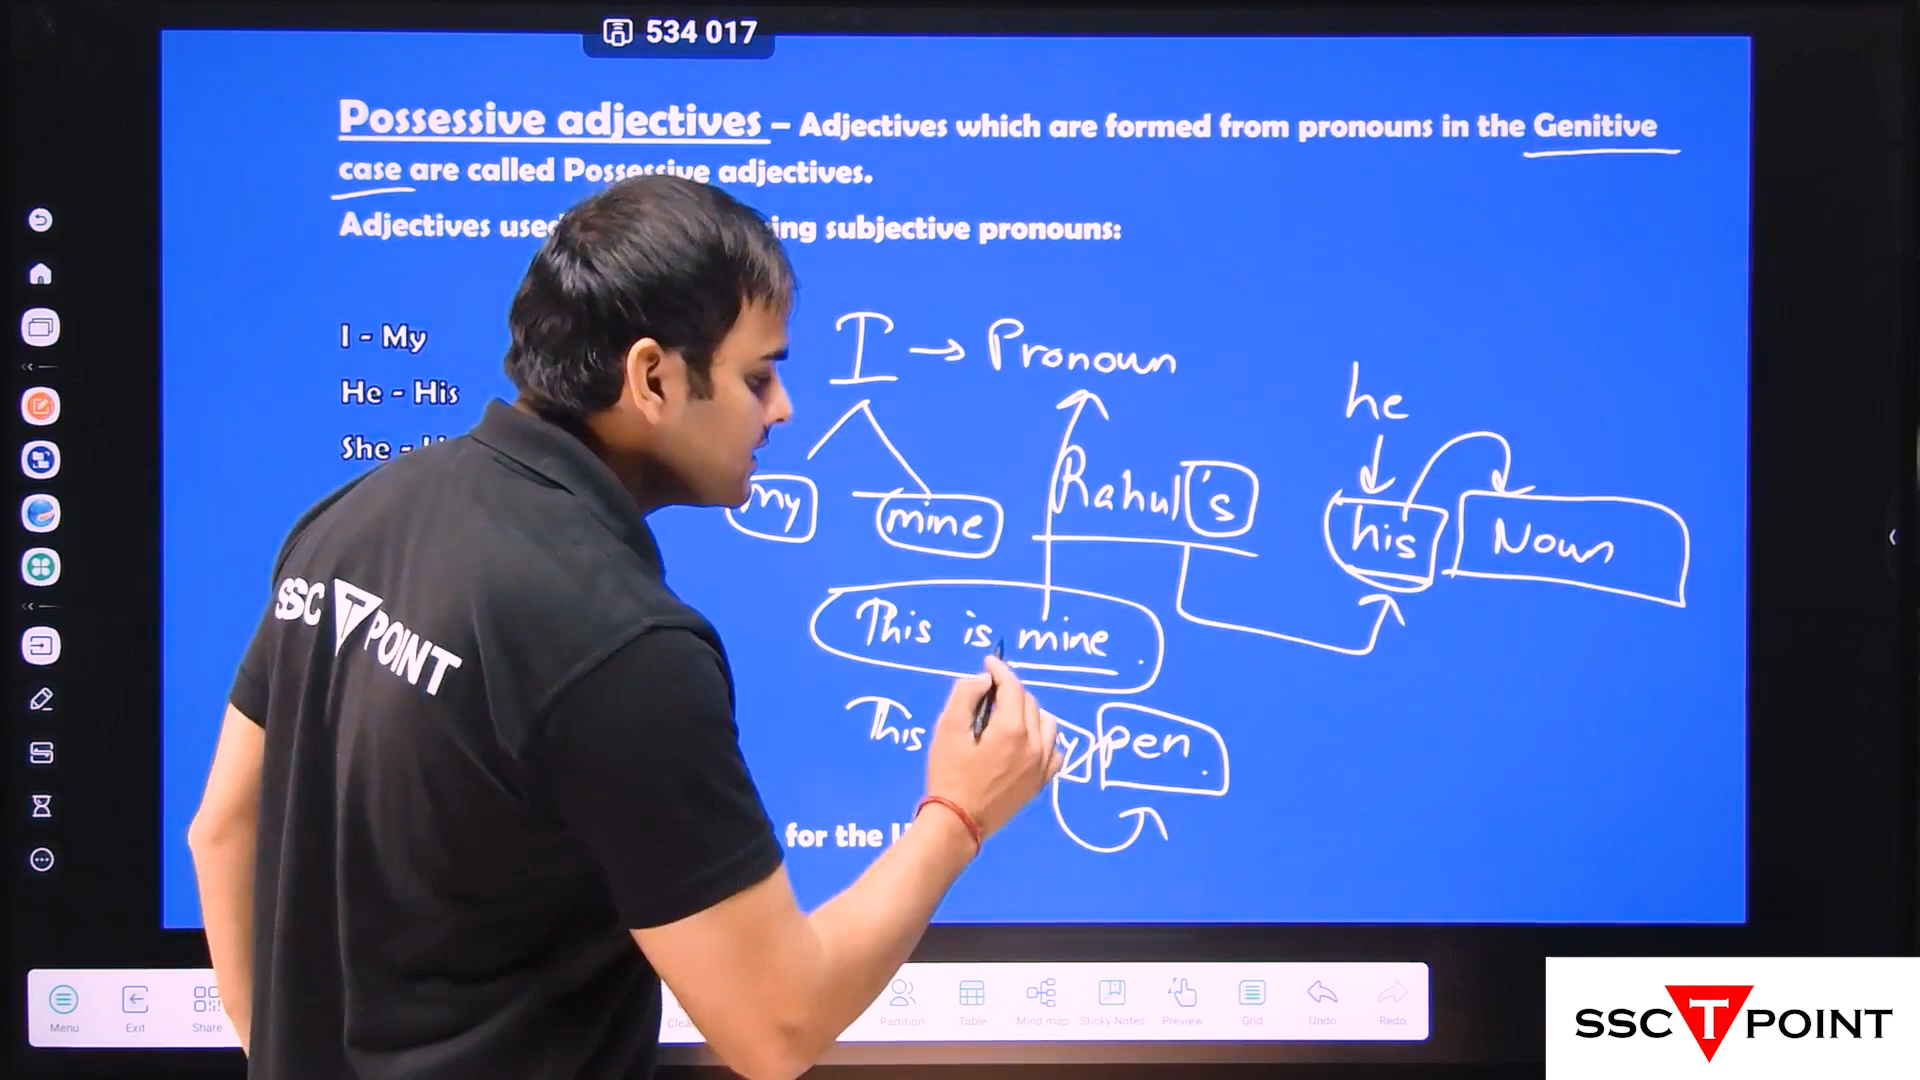 534 017
Possessive adjectives – Adjectives which are formed from pronouns in the Genitive
case are called Possessive adjectives.
Adjectives used ing subjective pronouns:
I - My
He - His
She -
I → Pronoun
he
my mine Rahul's his Noun
This is mine.
This pen.
for the
SSC T POINT
Menu Exit Share Partition Table Mind map Sticky-Notes Preview Grid Undo Redo
SSC T POINT